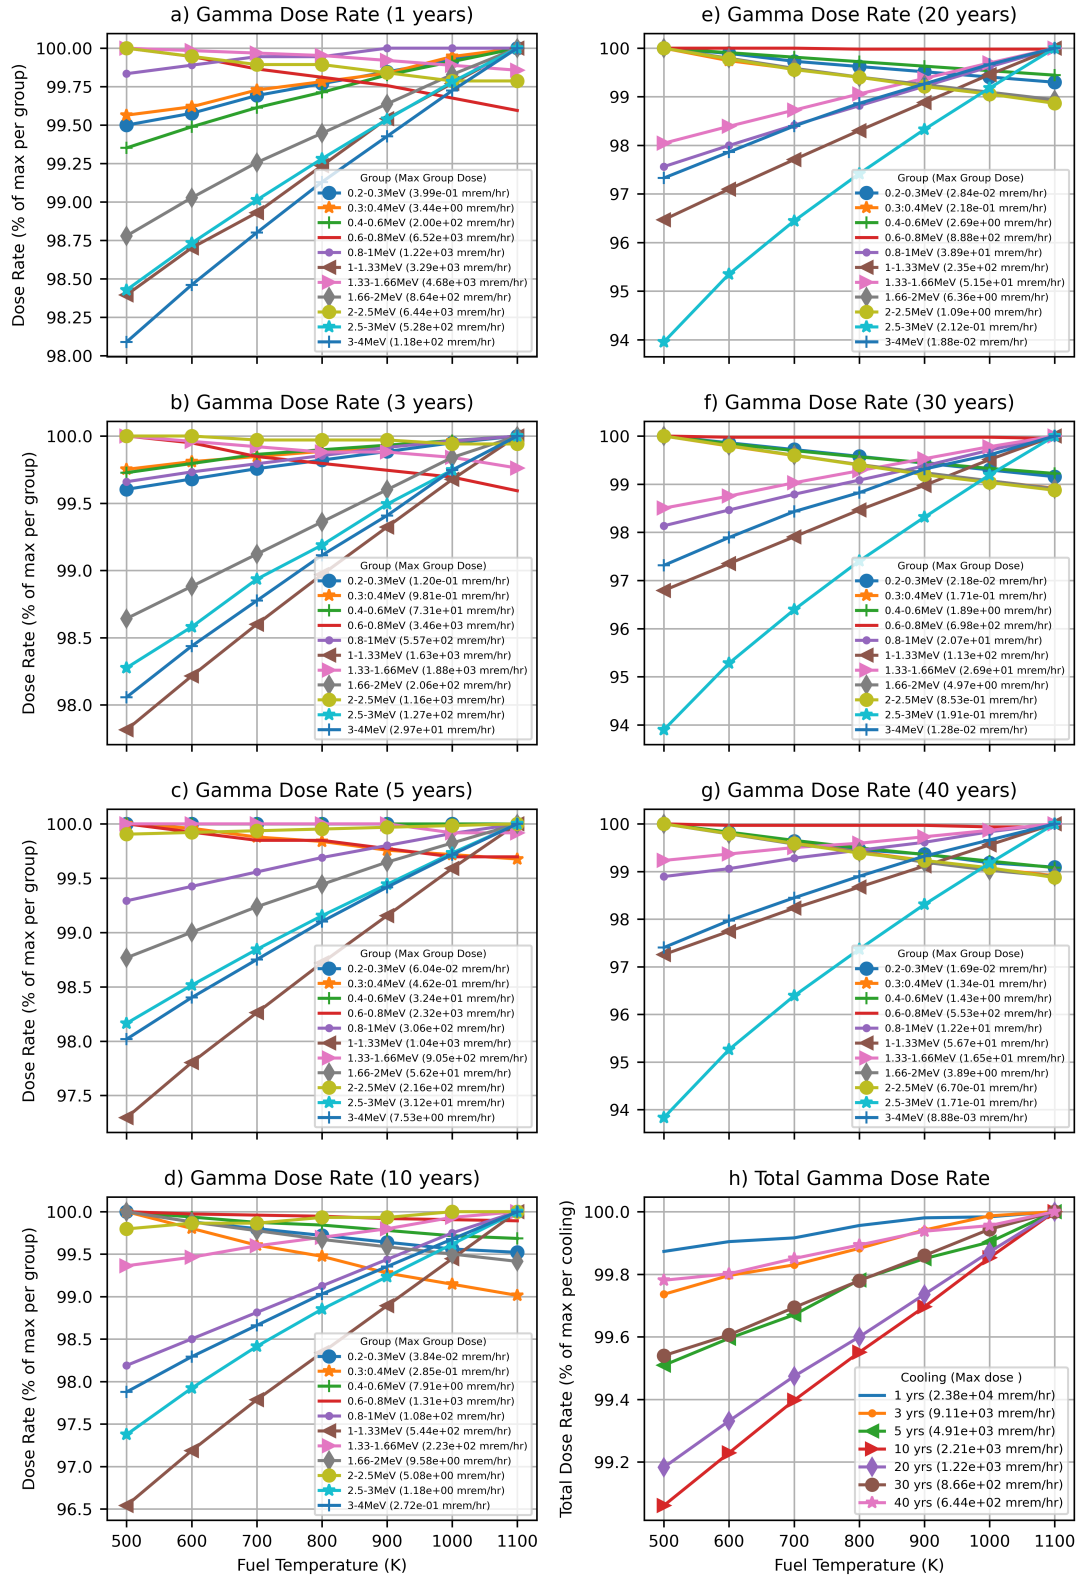 a) Gamma Dose Rate (1 years)
Dose Rate (% of max per group)
100.00
99.75
99.50
99.25
99.00
98.75
98.50
98.25
98.00
Group (Max Group Dose)
0.2-0.3MeV (3.99e-01 mrem/hr)
0.3:0.4MeV (3.44e+00 mrem/hr)
0.4-0.6MeV (2.00e+02 mrem/hr)
0.6-0.8MeV (6.52e+03 mrem/hr)
0.8-1MeV (1.22e+03 mrem/hr)
1-1.33MeV (3.29e+03 mrem/hr)
1.33-1.66MeV (4.68e+03 mrem/hr)
1.66-2MeV (8.64e+02 mrem/hr)
2-2.5MeV (6.44e+03 mrem/hr)
2.5-3MeV (5.28e+02 mrem/hr)
3-4MeV (1.18e+02 mrem/hr)
b) Gamma Dose Rate (3 years)
Dose Rate (% of max per group)
100.0
99.5
99.0
98.5
98.0
Group (Max Group Dose)
0.2-0.3MeV (1.20e-01 mrem/hr)
0.3:0.4MeV (9.81e-01 mrem/hr)
0.4-0.6MeV (7.31e+01 mrem/hr)
0.6-0.8MeV (3.46e+03 mrem/hr)
0.8-1MeV (5.57e+02 mrem/hr)
1-1.33MeV (1.63e+03 mrem/hr)
1.33-1.66MeV (1.88e+03 mrem/hr)
1.66-2MeV (2.06e+02 mrem/hr)
2-2.5MeV (1.16e+03 mrem/hr)
2.5-3MeV (1.27e+02 mrem/hr)
3-4MeV (2.97e+01 mrem/hr)
c) Gamma Dose Rate (5 years)
Dose Rate (% of max per group)
100.0
99.5
99.0
98.5
98.0
97.5
Group (Max Group Dose)
0.2-0.3MeV (6.04e-02 mrem/hr)
0.3:0.4MeV (4.62e-01 mrem/hr)
0.4-0.6MeV (3.24e+01 mrem/hr)
0.6-0.8MeV (2.32e+03 mrem/hr)
0.8-1MeV (3.06e+02 mrem/hr)
1-1.33MeV (1.04e+03 mrem/hr)
1.33-1.66MeV (9.05e+02 mrem/hr)
1.66-2MeV (5.62e+01 mrem/hr)
2-2.5MeV (2.16e+02 mrem/hr)
2.5-3MeV (3.12e+01 mrem/hr)
3-4MeV (7.53e+00 mrem/hr)
d) Gamma Dose Rate (10 years)
Dose Rate (% of max per group)
100.0
99.5
99.0
98.5
98.0
97.5
97.0
96.5
Group (Max Group Dose)
0.2-0.3MeV (3.84e-02 mrem/hr)
0.3:0.4MeV (2.85e-01 mrem/hr)
0.4-0.6MeV (7.91e+00 mrem/hr)
0.6-0.8MeV (1.31e+03 mrem/hr)
0.8-1MeV (1.08e+02 mrem/hr)
1-1.33MeV (5.44e+02 mrem/hr)
1.33-1.66MeV (2.23e+02 mrem/hr)
1.66-2MeV (9.58e+00 mrem/hr)
2-2.5MeV (5.08e+00 mrem/hr)
2.5-3MeV (1.18e+00 mrem/hr)
3-4MeV (2.72e-01 mrem/hr)
500 600 700 800 900 1000 1100
Fuel Temperature (K)
e) Gamma Dose Rate (20 years)
100
99
98
97
96
95
94
Group (Max Group Dose)
0.2-0.3MeV (2.84e-02 mrem/hr)
0.3:0.4MeV (2.18e-01 mrem/hr)
0.4-0.6MeV (2.69e+00 mrem/hr)
0.6-0.8MeV (8.88e+02 mrem/hr)
0.8-1MeV (3.89e+01 mrem/hr)
1-1.33MeV (2.35e+02 mrem/hr)
1.33-1.66MeV (5.15e+01 mrem/hr)
1.66-2MeV (6.36e+00 mrem/hr)
2-2.5MeV (1.09e+00 mrem/hr)
2.5-3MeV (2.12e-01 mrem/hr)
3-4MeV (1.88e-02 mrem/hr)
f) Gamma Dose Rate (30 years)
100
99
98
97
96
95
94
Group (Max Group Dose)
0.2-0.3MeV (2.18e-02 mrem/hr)
0.3:0.4MeV (1.71e-01 mrem/hr)
0.4-0.6MeV (1.89e+00 mrem/hr)
0.6-0.8MeV (6.98e+02 mrem/hr)
0.8-1MeV (2.07e+01 mrem/hr)
1-1.33MeV (1.13e+02 mrem/hr)
1.33-1.66MeV (2.69e+01 mrem/hr)
1.66-2MeV (4.97e+00 mrem/hr)
2-2.5MeV (8.53e-01 mrem/hr)
2.5-3MeV (1.91e-01 mrem/hr)
3-4MeV (1.28e-02 mrem/hr)
g) Gamma Dose Rate (40 years)
100
99
98
97
96
95
94
Group (Max Group Dose)
0.2-0.3MeV (1.69e-02 mrem/hr)
0.3:0.4MeV (1.34e-01 mrem/hr)
0.4-0.6MeV (1.43e+00 mrem/hr)
0.6-0.8MeV (5.53e+02 mrem/hr)
0.8-1MeV (1.22e+01 mrem/hr)
1-1.33MeV (5.67e+01 mrem/hr)
1.33-1.66MeV (1.65e+01 mrem/hr)
1.66-2MeV (3.89e+00 mrem/hr)
2-2.5MeV (6.70e-01 mrem/hr)
2.5-3MeV (1.71e-01 mrem/hr)
3-4MeV (8.88e-03 mrem/hr)
h) Total Gamma Dose Rate
Total Dose Rate (% of max per cooling)
100.0
99.8
99.6
99.4
99.2
Cooling (Max dose )
1 yrs (2.38e+04 mrem/hr)
3 yrs (9.11e+03 mrem/hr)
5 yrs (4.91e+03 mrem/hr)
10 yrs (2.21e+03 mrem/hr)
20 yrs (1.22e+03 mrem/hr)
30 yrs (8.66e+02 mrem/hr)
40 yrs (6.44e+02 mrem/hr)
500 600 700 800 900 1000 1100
Fuel Temperature (K)